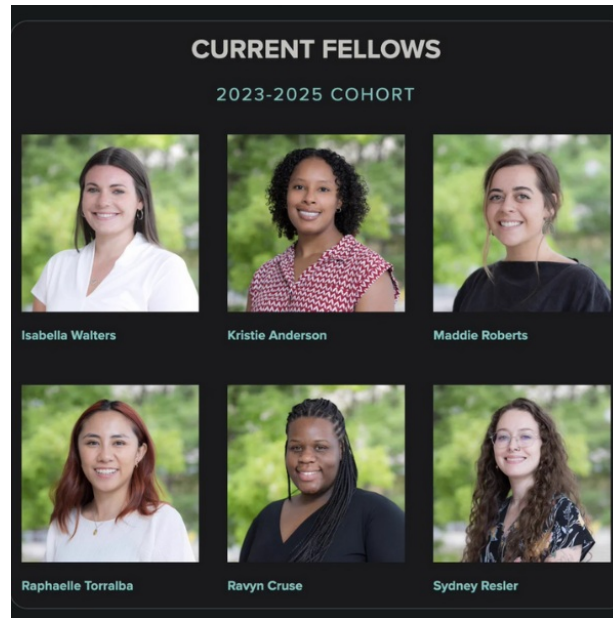 CURRENT FELLOWS
2023-2025 COHORT
Isabella Walters
Kristie Anderson
Maddie Roberts
Raphaelle Torralba
Ravyn Cruse
Sydney Resler